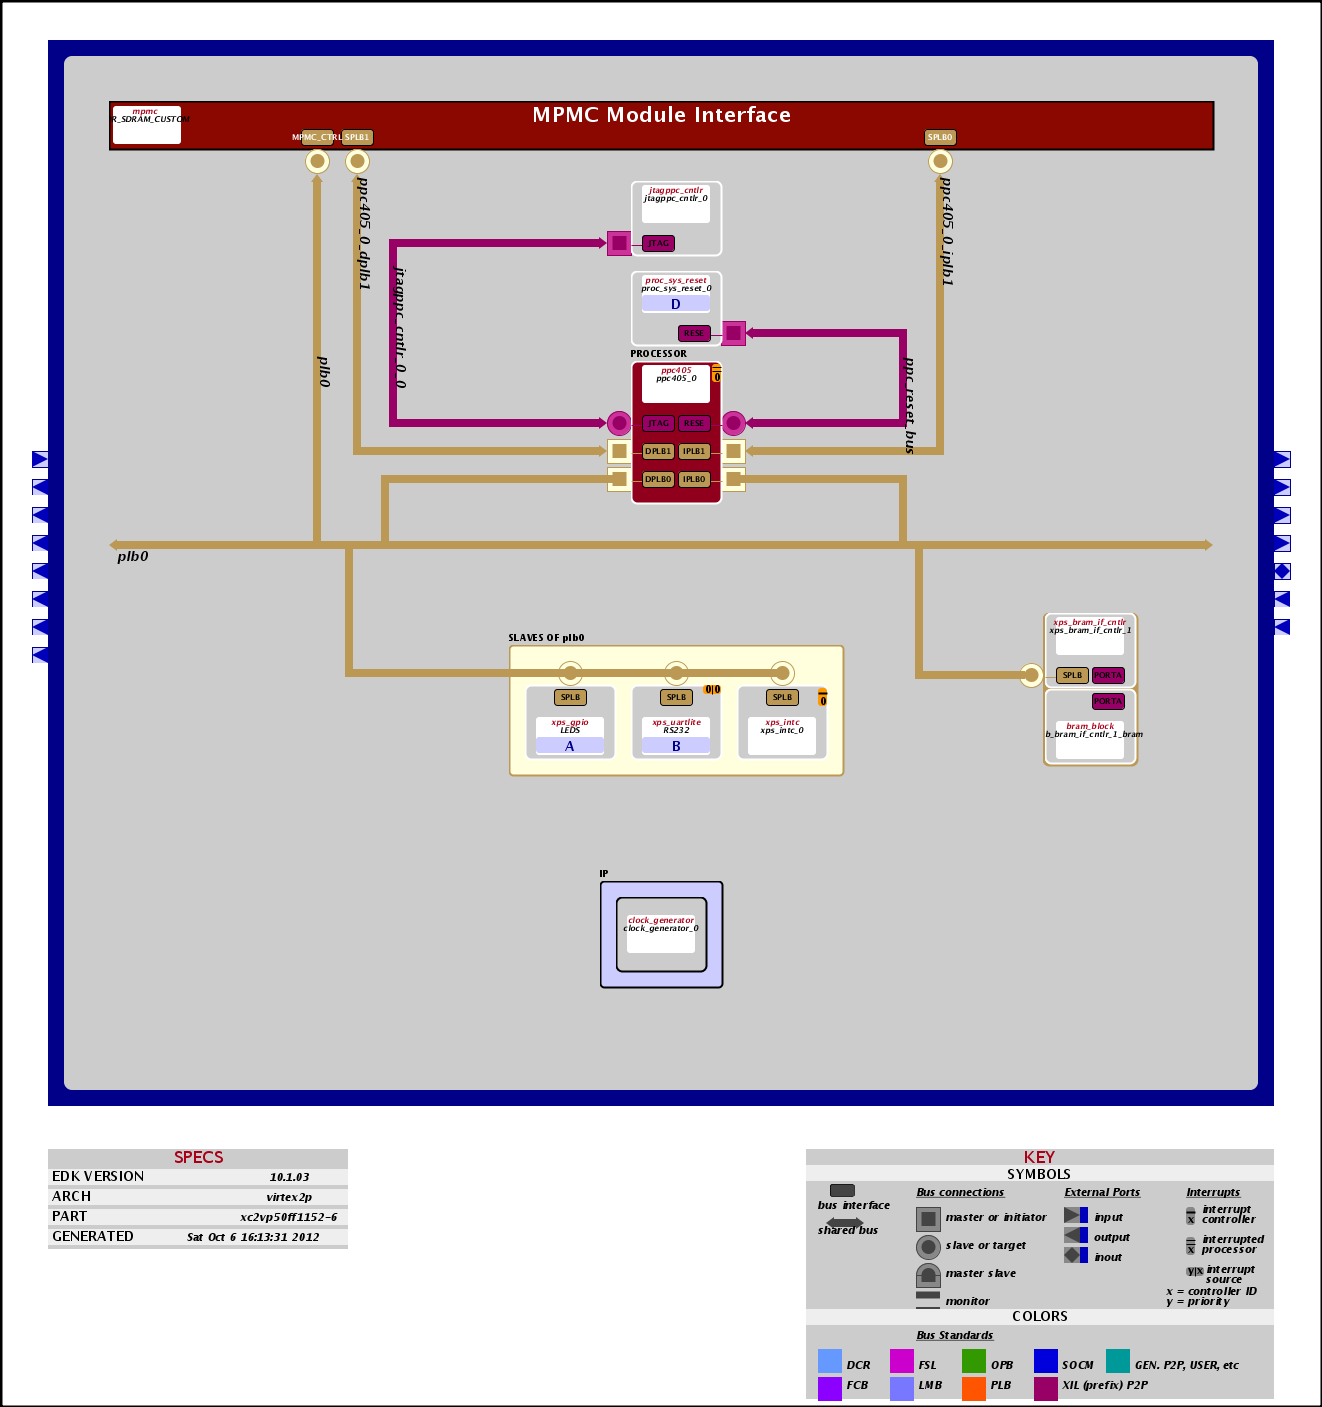 MPMC Module Interface
mpmc
R_SDRAM_CUSTOM
MPMC_CTRL
SPLB1
SPLB0
ppc405_0_dplb1
ppc405_0_iplb1
jtagppc_cntlr
jtagppc_cntlr_0
JTAG
jtagppc_cntlr_0_0
proc_sys_reset
proc_sys_reset_0
D
RESE
PROCESSOR
plb0
ppc_reset_bus
ppc405
ppc405_0
0
JTAG RESE
DPLB1 IPLB1
DPLB0 IPLB0
plb0
SLAVES OF plb0
SPLB
xps_gpio
LEDS
A
SPLB
0|0
xps_uartlite
RS232
B
SPLB
0
xps_intc
xps_intc_0
xps_bram_if_cntlr
xps_bram_if_cntlr_1
SPLB PORTA
PORTA
bram_block
b_bram_if_cntlr_1_bram
IP
clock_generator
clock_generator_0
SPECS
EDK VERSION 10.1.03
ARCH virtex2p
PART xc2vp50ff1152-6
GENERATED Sat Oct 6 16:13:31 2012
KEY
SYMBOLS
bus interface
shared bus
Bus connections
master or initiator
slave or target
master slave
monitor
External Ports
input
output
inout
Interrupts
x
interrupt
controller
x
interrupted
processor
y|x
interrupt
source
x = controller ID
y = priority
COLORS
Bus Standards
DCR FSL OPB SOCM GEN. P2P, USER, etc
FCB LMB PLB XIL (prefix) P2P